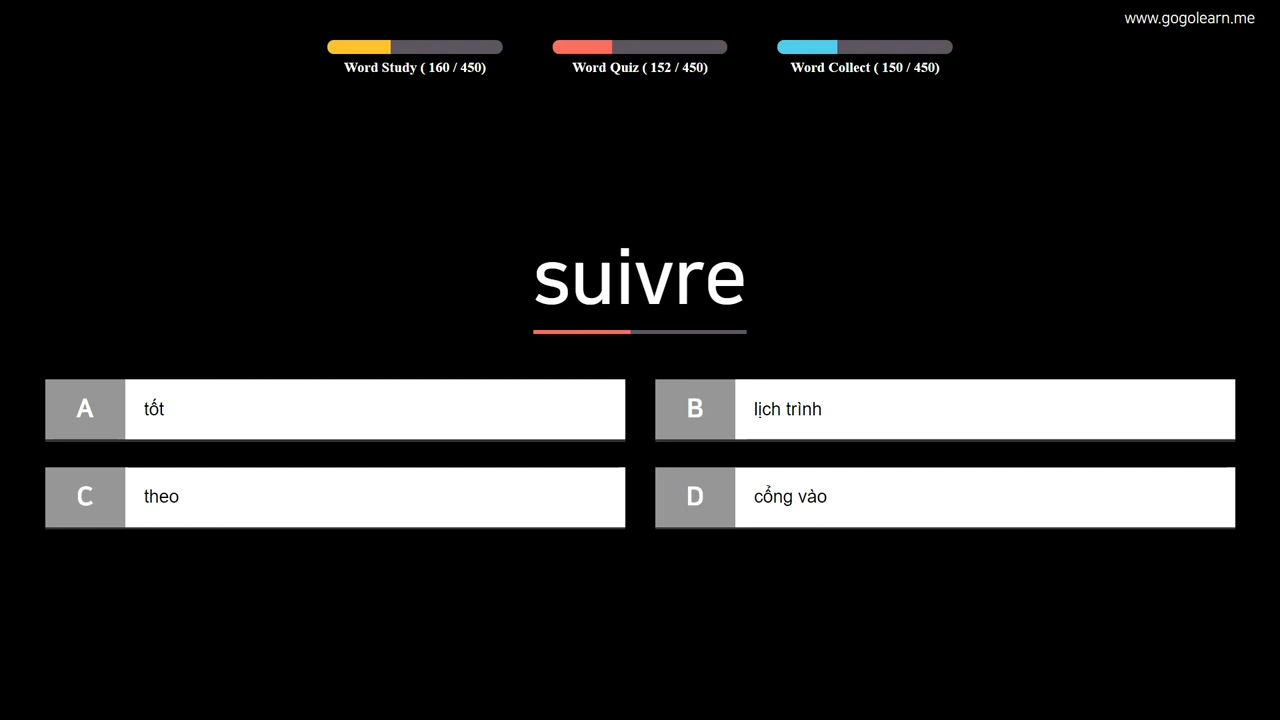 www.gogolearn.me
Word Study ( 160 / 450)
Word Quiz ( 152 / 450)
Word Collect ( 150 / 450)
suivre
A tốt
B lịch trình
C theo
D cổng vào